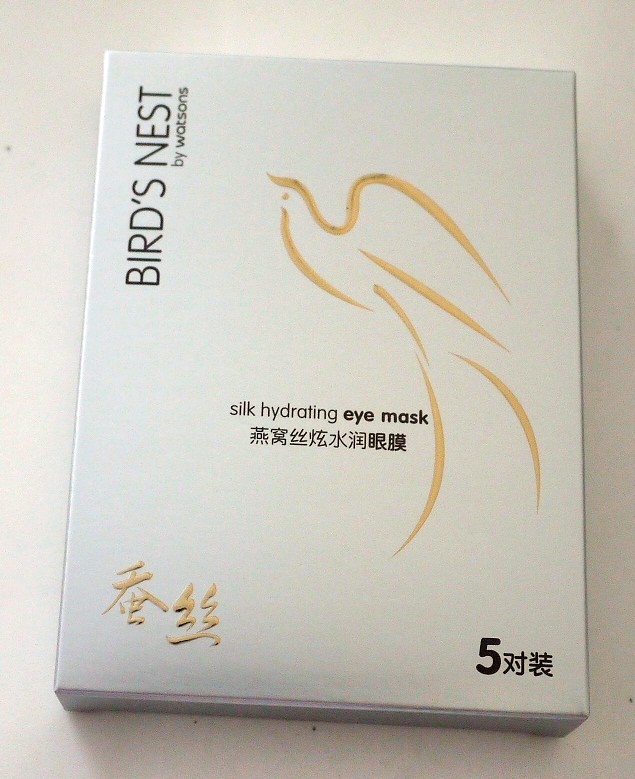 BIRD'S NEST
by watsons
silk hydrating eye mask
燕窝丝炫水润眼膜
蚕丝
5对装